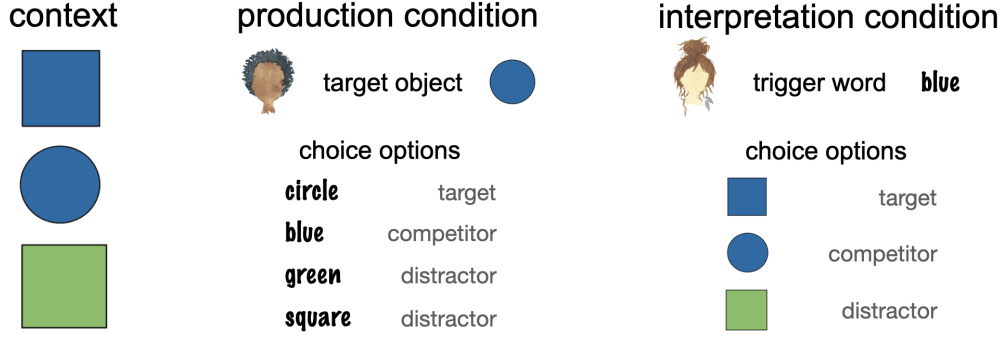 context
production condition
target object
choice options
circle target
blue competitor
green distractor
square distractor
interpretation condition
trigger word blue
choice options
target
competitor
distractor